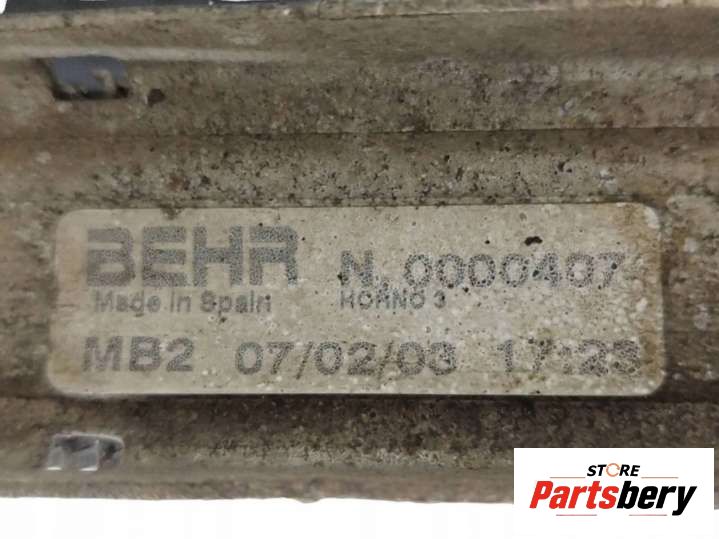 BEHR N. 0000407
Made in Spain HORNO 3
MB2 07/02/03 17:23
STORE
Partsbery